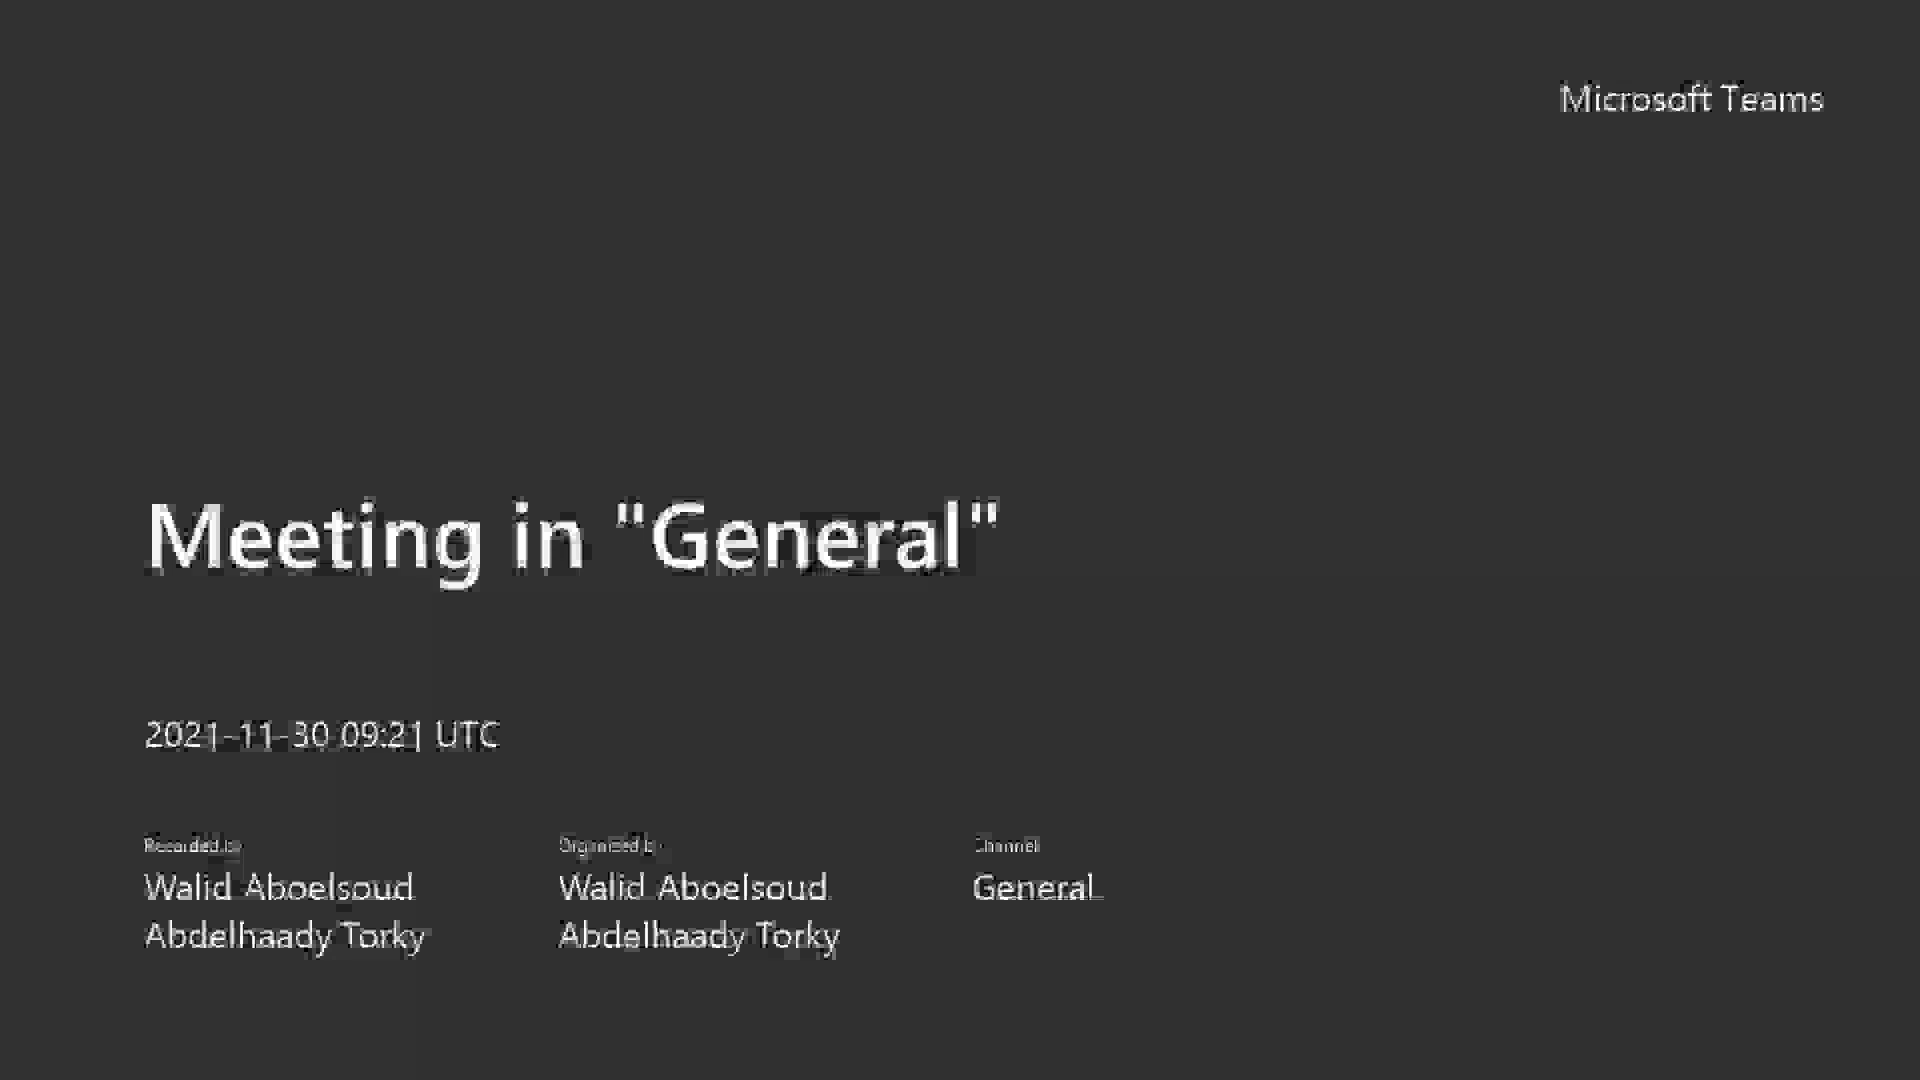 Microsoft Teams
Meeting in "General"
2021-11-30 09:21 UTC
Recorded by
Organized by
Channel
Walid Aboelsoud
Abdelhaady Torky
Walid Aboelsoud
Abdelhaady Torky
General